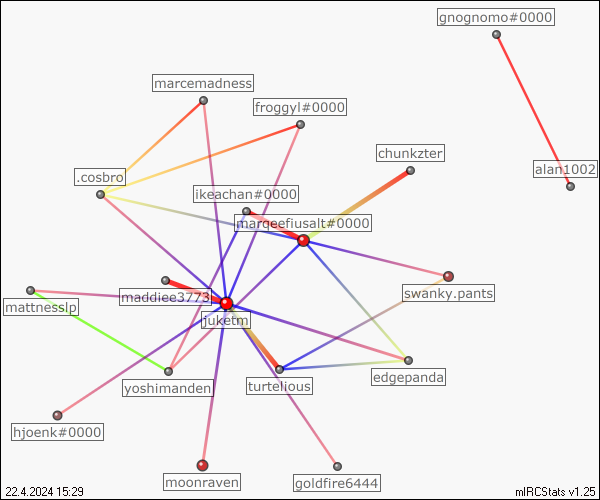 gnognomo#0000
marcemadness
froggyl#0000
chunkzter
alan1002
.cosbro
ikeachan#0000
marqeefiusalt#0000
swanky.pants
maddiee3773
mattnesslp
juketm
edgepanda
yoshimanden
turtelious
hjoenk#0000
moonraven
goldfire6444
22.4.2024 15:29
mIRCStats v1.25